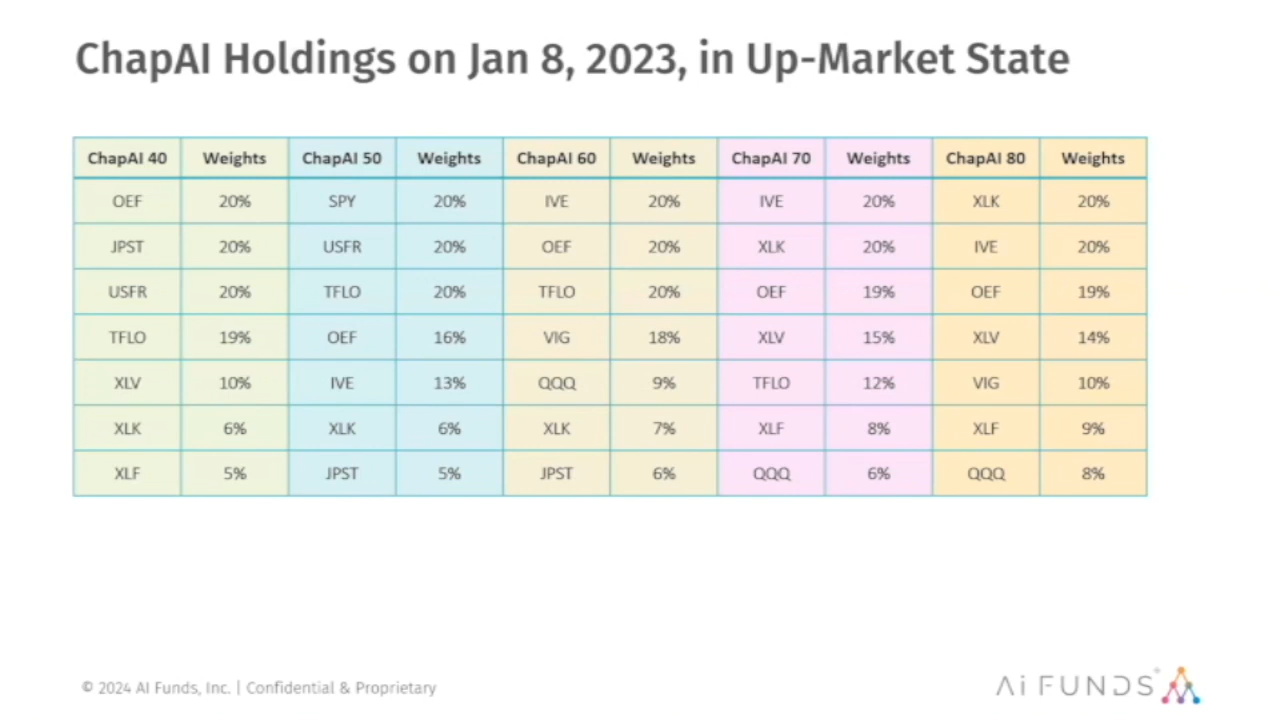 ChapAI Holdings on Jan 8, 2023, in Up-Market State
ChapAI 40 Weights ChapAI 50 Weights ChapAI 60 Weights ChapAI 70 Weights ChapAI 80 Weights
OEF 20% SPY 20% IVE 20% IVE 20% XLK 20%
JPST 20% USFR 20% OEF 20% XLK 20% IVE 20%
USFR 20% TFLO 20% TFLO 20% OEF 19% OEF 19%
TFLO 19% OEF 16% VIG 18% XLV 15% XLV 14%
XLV 10% IVE 13% QQQ 9% TFLO 12% VIG 10%
XLK 6% XLK 6% XLK 7% XLF 8% XLF 9%
XLF 5% JPST 5% JPST 6% QQQ 6% QQQ 8%
© 2024 AI Funds, Inc. | Confidential & Proprietary
Ai FUNDS®